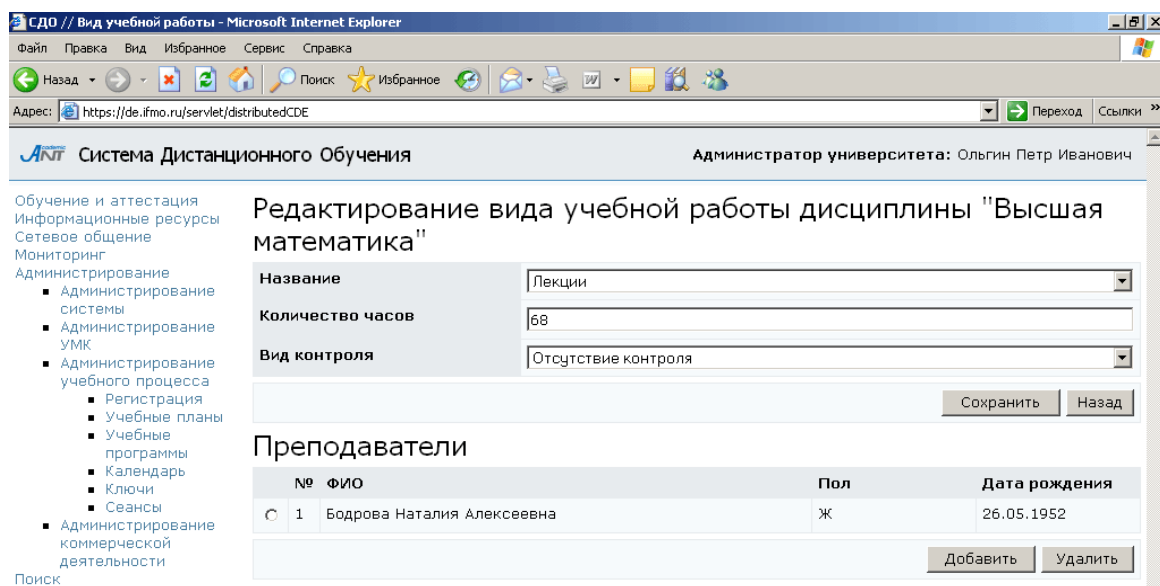 СДО // Вид учебной работы - Microsoft Internet Explorer
Файл Правка Вид Избранное Сервис Справка
Назад Поиск Избранное
Адрес: https://de.ifmo.ru/servlet/distributedCDE Переход Ссылки »
Academic ANT Система Дистанционного Обучения Администратор университета: Ольгин Петр Иванович
Обучение и аттестация
Информационные ресурсы
Сетевое общение
Мониторинг
Администрирование
Администрирование
системы
Администрирование
УМК
Администрирование
учебного процесса
Регистрация
Учебные планы
Учебные
программы
Календарь
Ключи
Сеансы
Администрирование
коммерческой
деятельности
Поиск
Редактирование вида учебной работы дисциплины "Высшая
математика"
Название Лекции
Количество часов 68
Вид контроля Отсутствие контроля
Сохранить Назад
Преподаватели
№ ФИО Пол Дата рождения
1 Бодрова Наталия Алексеевна Ж 26.05.1952
Добавить Удалить